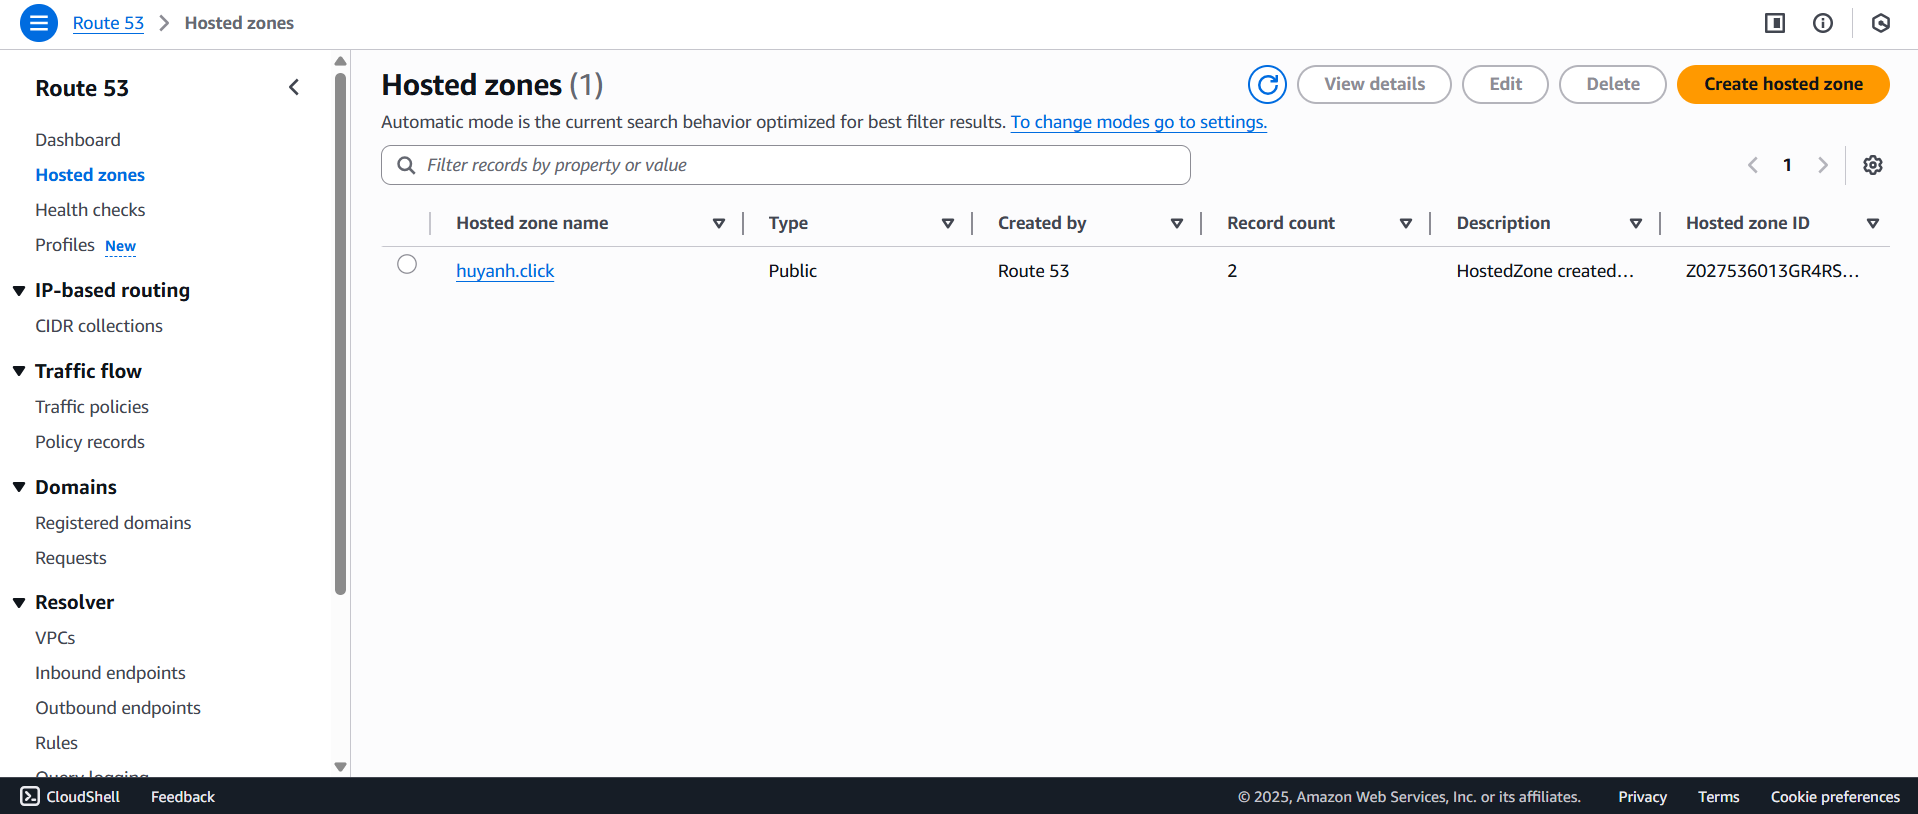 Route 53 > Hosted zones
Route 53
Dashboard
Hosted zones
Health checks
Profiles New
IP-based routing
CIDR collections
Traffic flow
Traffic policies
Policy records
Domains
Registered domains
Requests
Resolver
VPCs
Inbound endpoints
Outbound endpoints
Rules
Query logging
Hosted zones (1)
View details
Edit
Delete
Create hosted zone
Automatic mode is the current search behavior optimized for best filter results. To change modes go to settings.
Filter records by property or value
1
Hosted zone name Type Created by Record count Description Hosted zone ID
huyanh.click Public Route 53 2 HostedZone created... Z027536013GR4RS...
CloudShell Feedback © 2025, Amazon Web Services, Inc. or its affiliates. Privacy Terms Cookie preferences